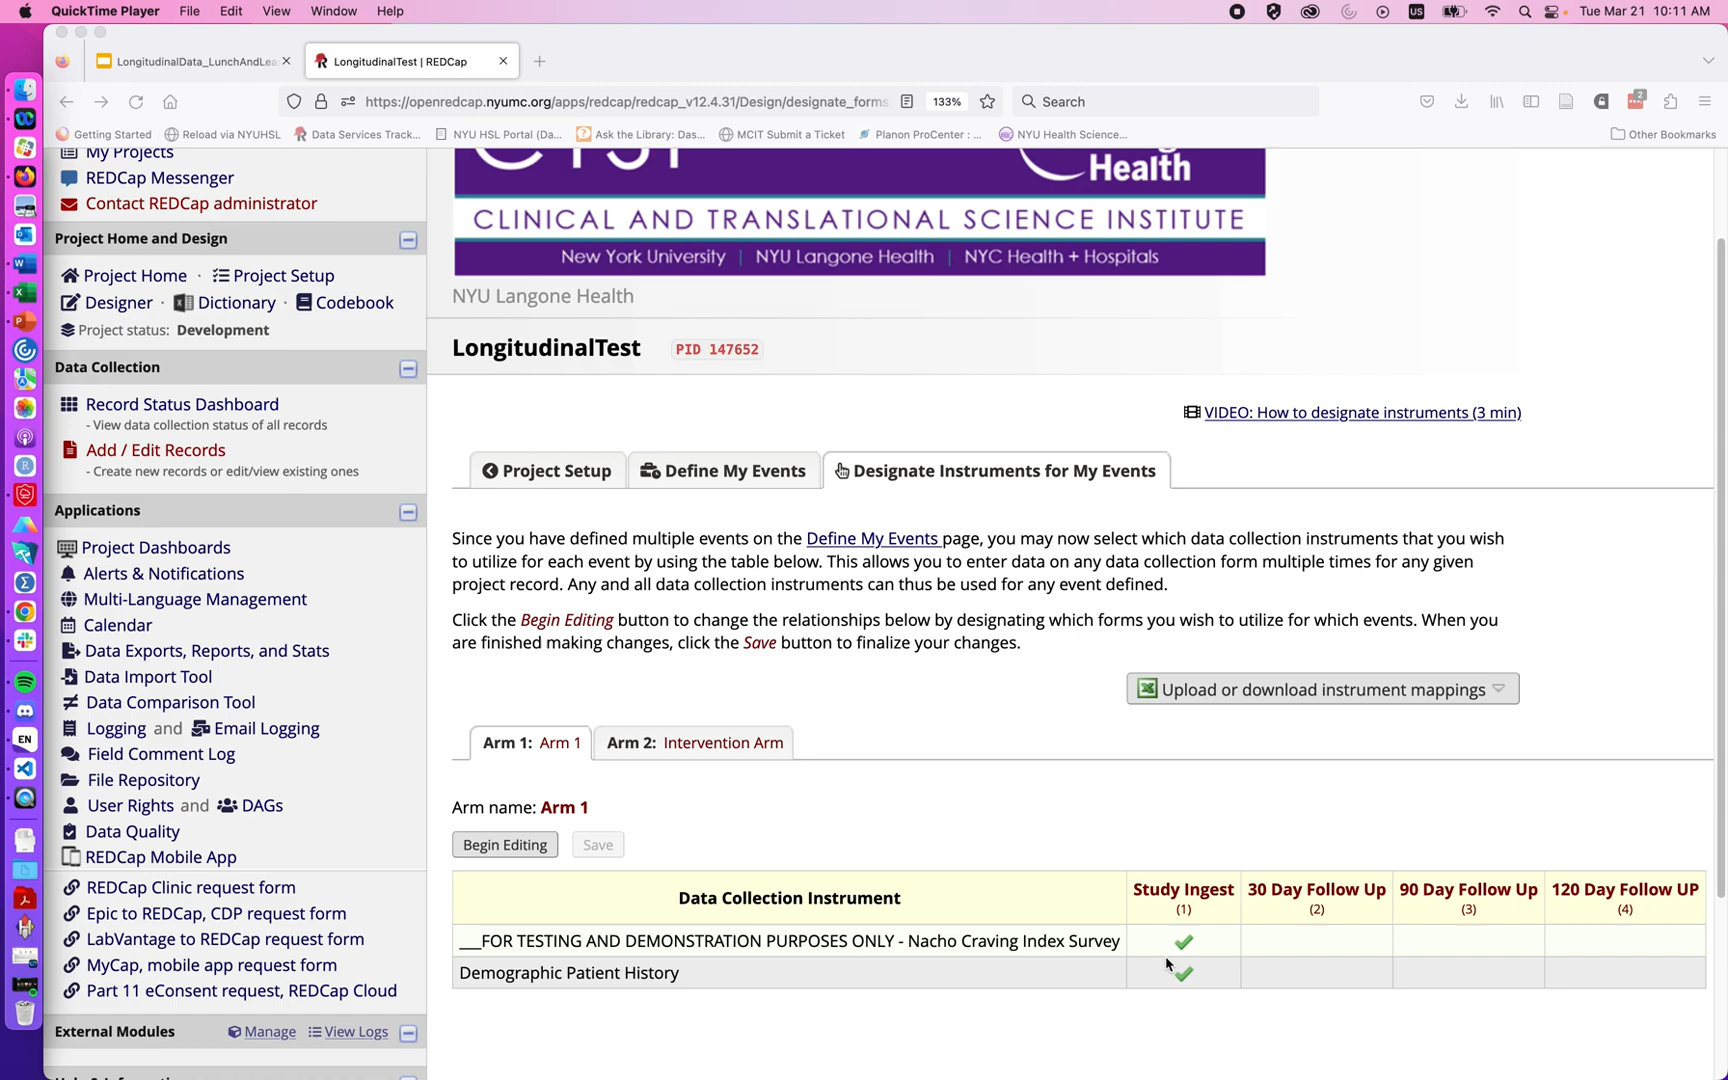 QuickTime Player File Edit View Window Help
US
Tue Mar 21 10:11 AM
LongitudinalData_LunchAndLea
LongitudinalTest | REDCap
https://openredcap.nyumc.org/apps/redcap/redcap_v12.4.31/Design/designate_forms
133%
Search
2
Getting Started Reload via NYUHSL Data Services Track... NYU HSL Portal (Da... Ask the Library: Das... MCIT Submit a Ticket Planon ProCenter : ... NYU Health Science... Other Bookmarks
My Projects
REDCap Messenger
Contact REDCap administrator
Project Home and Design
Project Home · Project Setup
Designer · Dictionary · Codebook
Project status: Development
Data Collection
Record Status Dashboard
- View data collection status of all records
Add / Edit Records
- Create new records or edit/view existing ones
Applications
Project Dashboards
Alerts & Notifications
Multi-Language Management
Calendar
Data Exports, Reports, and Stats
Data Import Tool
Data Comparison Tool
Logging and Email Logging
Field Comment Log
File Repository
User Rights and DAGs
Data Quality
REDCap Mobile App
REDCap Clinic request form
Epic to REDCap, CDP request form
LabVantage to REDCap request form
MyCap, mobile app request form
Part 11 eConsent request, REDCap Cloud
External Modules Manage View Logs
EN
Health
CLINICAL AND TRANSLATIONAL SCIENCE INSTITUTE
New York University | NYU Langone Health | NYC Health + Hospitals
NYU Langone Health
LongitudinalTest PID 147652
VIDEO: How to designate instruments (3 min)
Project Setup Define My Events Designate Instruments for My Events
Since you have defined multiple events on the Define My Events page, you may now select which data collection instruments that you wish
to utilize for each event by using the table below. This allows you to enter data on any data collection form multiple times for any given
project record. Any and all data collection instruments can thus be used for any event defined.
Click the Begin Editing button to change the relationships below by designating which forms you wish to utilize for which events. When you
are finished making changes, click the Save button to finalize your changes.
Upload or download instrument mappings
Arm 1: Arm 1 Arm 2: Intervention Arm
Arm name: Arm 1
Begin Editing Save
Data Collection Instrument Study Ingest (1) 30 Day Follow Up (2) 90 Day Follow Up (3) 120 Day Follow UP (4)
___FOR TESTING AND DEMONSTRATION PURPOSES ONLY - Nacho Craving Index Survey
Demographic Patient History